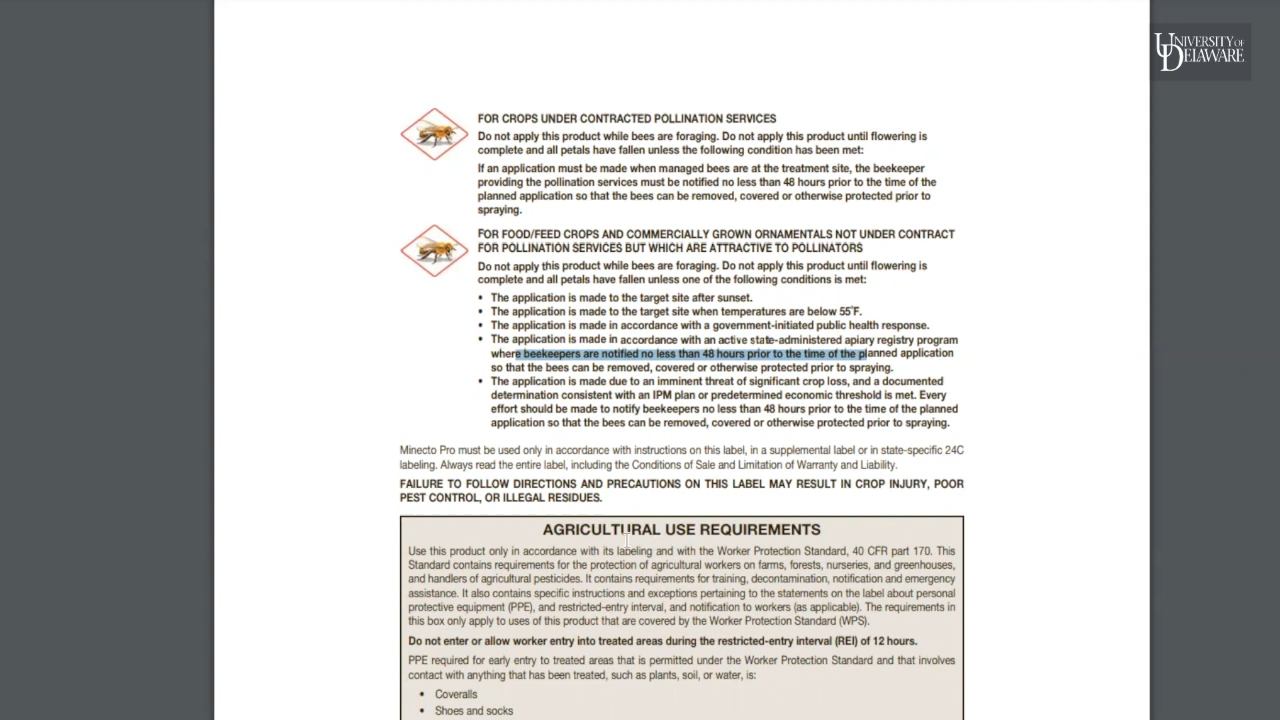 UNIVERSITY OF
DELAWARE
FOR CROPS UNDER CONTRACTED POLLINATION SERVICES
Do not apply this product while bees are foraging. Do not apply this product until flowering is
complete and all petals have fallen unless the following condition has been met:
If an application must be made when managed bees are at the treatment site, the beekeeper
providing the pollination services must be notified no less than 48 hours prior to the time of the
planned application so that the bees can be removed, covered or otherwise protected prior to
spraying.
FOR FOOD/FEED CROPS AND COMMERCIALLY GROWN ORNAMENTALS NOT UNDER CONTRACT
FOR POLLINATION SERVICES BUT WHICH ARE ATTRACTIVE TO POLLINATORS
Do not apply this product while bees are foraging. Do not apply this product until flowering is
complete and all petals have fallen unless one of the following conditions is met:
• The application is made to the target site after sunset.
• The application is made to the target site when temperatures are below 55˚F.
• The application is made in accordance with a government-initiated public health response.
• The application is made in accordance with an active state-administered apiary registry program
where beekeepers are notified no less than 48 hours prior to the time of the planned application
so that the bees can be removed, covered or otherwise protected prior to spraying.
• The application is made due to an imminent threat of significant crop loss, and a documented
determination consistent with an IPM plan or predetermined economic threshold is met. Every
effort should be made to notify beekeepers no less than 48 hours prior to the time of the planned
application so that the bees can be removed, covered or otherwise protected prior to spraying.
Minecto Pro must be used only in accordance with instructions on this label, in a supplemental label or in state-specific 24C
labeling. Always read the entire label, including the Conditions of Sale and Limitation of Warranty and Liability.
FAILURE TO FOLLOW DIRECTIONS AND PRECAUTIONS ON THIS LABEL MAY RESULT IN CROP INJURY, POOR
PEST CONTROL, OR ILLEGAL RESIDUES.
AGRICULTURAL USE REQUIREMENTS
Use this product only in accordance with its labeling and with the Worker Protection Standard, 40 CFR part 170. This
Standard contains requirements for the protection of agricultural workers on farms, forests, nurseries, and greenhouses,
and handlers of agricultural pesticides. It contains requirements for training, decontamination, notification and emergency
assistance. It also contains specific instructions and exceptions pertaining to the statements on the label about personal
protective equipment (PPE), and restricted-entry interval, and notification to workers (as applicable). The requirements in
this box only apply to uses of this product that are covered by the Worker Protection Standard (WPS).
Do not enter or allow worker entry into treated areas during the restricted-entry interval (REI) of 12 hours.
PPE required for early entry to treated areas that is permitted under the Worker Protection Standard and that involves
contact with anything that has been treated, such as plants, soil, or water, is:
• Coveralls
• Shoes and socks